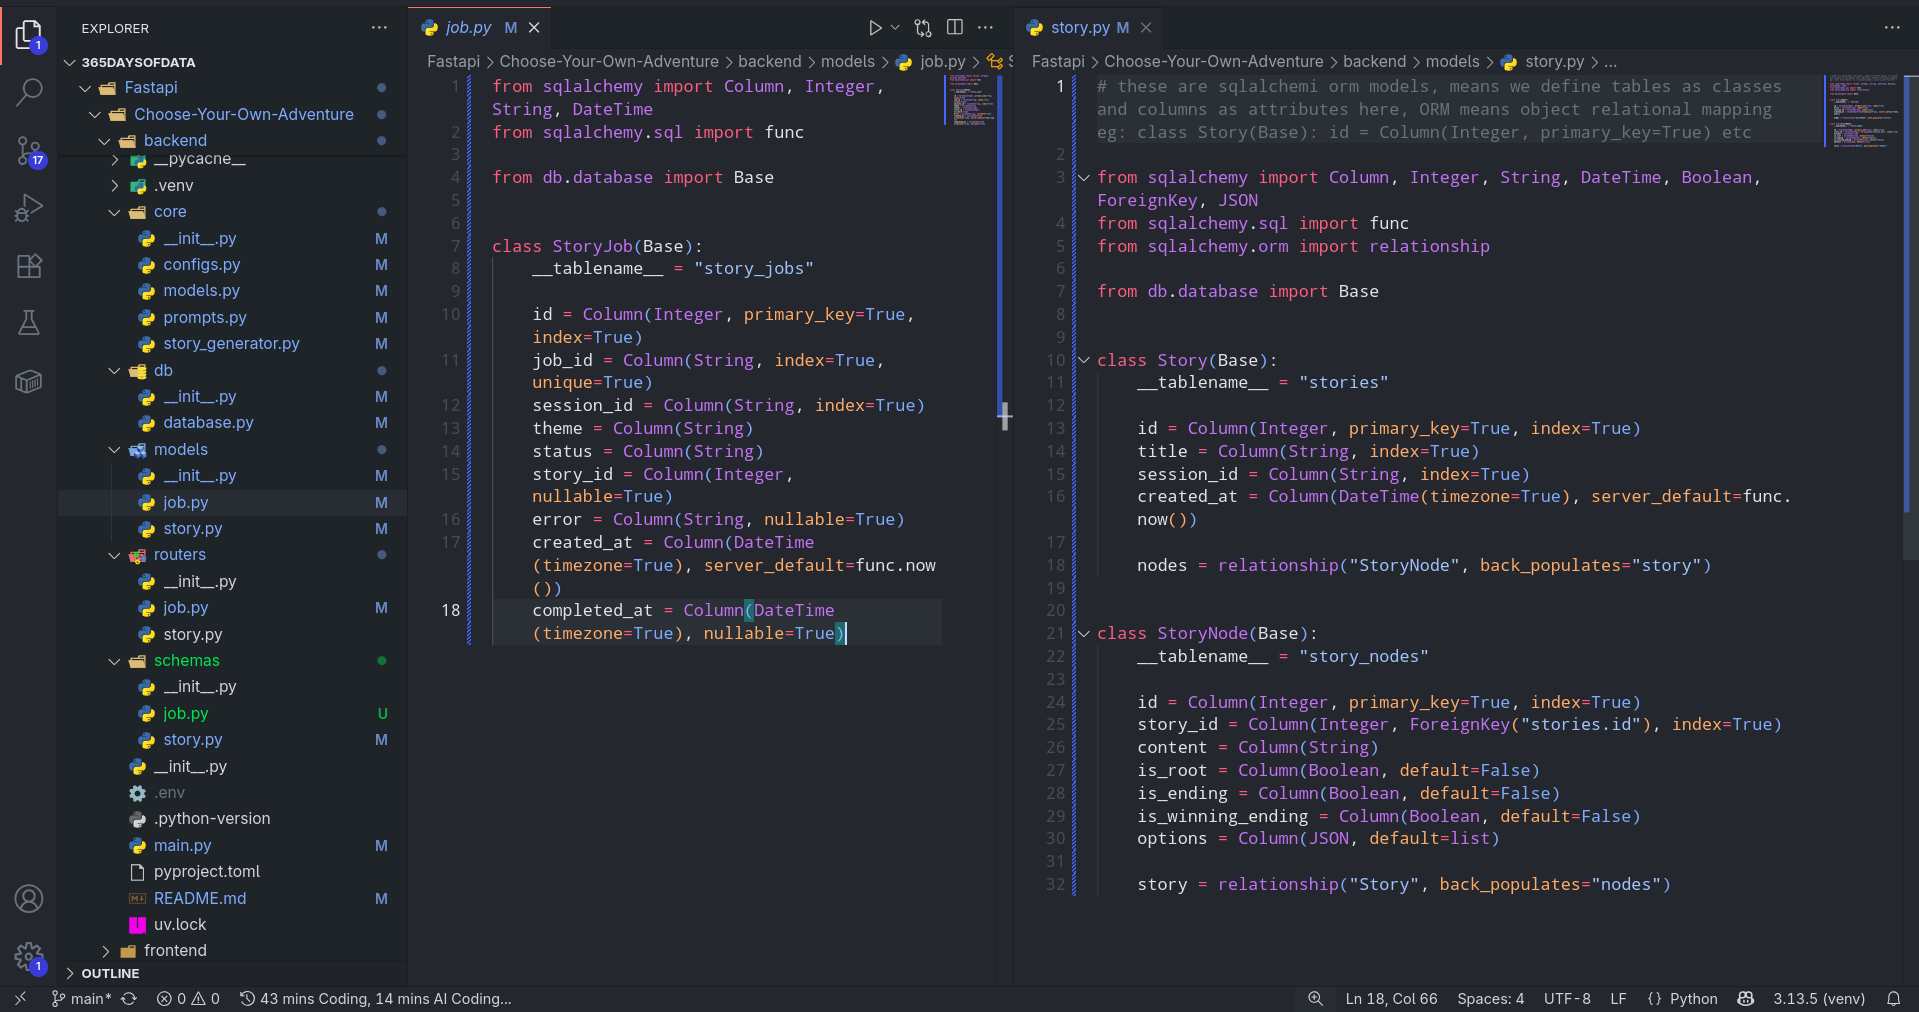 EXPLORER
365DAYSOFDATA
Fastapi
Choose-Your-Own-Adventure
backend
__pycache__
.venv
core
__init__.py M
configs.py M
models.py M
prompts.py M
story_generator.py M
db
__init__.py M
database.py M
models
__init__.py M
job.py M
story.py M
routers
__init__.py
job.py M
story.py
schemas
__init__.py
job.py U
story.py M
__init__.py
.env
.python-version
main.py M
pyproject.toml
README.md M
uv.lock
frontend
OUTLINE
1
17
1
job.py M
Fastapi > Choose-Your-Own-Adventure > backend > models > job.py >
1 from sqlalchemy import Column, Integer,
String, DateTime
2 from sqlalchemy.sql import func
3
4 from db.database import Base
5
6
7 class StoryJob(Base):
8 __tablename__ = "story_jobs"
9
10 id = Column(Integer, primary_key=True,
index=True)
11 job_id = Column(String, index=True,
unique=True)
12 session_id = Column(String, index=True)
13 theme = Column(String)
14 status = Column(String)
15 story_id = Column(Integer,
nullable=True)
16 error = Column(String, nullable=True)
17 created_at = Column(DateTime
(timezone=True), server_default=func.now
())
18 completed_at = Column(DateTime
(timezone=True), nullable=True)
story.py M
Fastapi > Choose-Your-Own-Adventure > backend > models > story.py > ...
1 # these are sqlalchemi orm models, means we define tables as classes
and columns as attributes here, ORM means object relational mapping
eg: class Story(Base): id = Column(Integer, primary_key=True) etc
2
3 from sqlalchemy import Column, Integer, String, DateTime, Boolean,
ForeignKey, JSON
4 from sqlalchemy.sql import func
5 from sqlalchemy.orm import relationship
6
7 from db.database import Base
8
9
10 class Story(Base):
11 __tablename__ = "stories"
12
13 id = Column(Integer, primary_key=True, index=True)
14 title = Column(String, index=True)
15 session_id = Column(String, index=True)
16 created_at = Column(DateTime(timezone=True), server_default=func.
now())
17
18 nodes = relationship("StoryNode", back_populates="story")
19
20
21 class StoryNode(Base):
22 __tablename__ = "story_nodes"
23
24 id = Column(Integer, primary_key=True, index=True)
25 story_id = Column(Integer, ForeignKey("stories.id"), index=True)
26 content = Column(String)
27 is_root = Column(Boolean, default=False)
28 is_ending = Column(Boolean, default=False)
29 is_winning_ending = Column(Boolean, default=False)
30 options = Column(JSON, default=list)
31
32 story = relationship("Story", back_populates="nodes")
main* 0 0 43 mins Coding, 14 mins AI Coding... Ln 18, Col 66 Spaces: 4 UTF-8 LF {} Python 3.13.5 (venv)